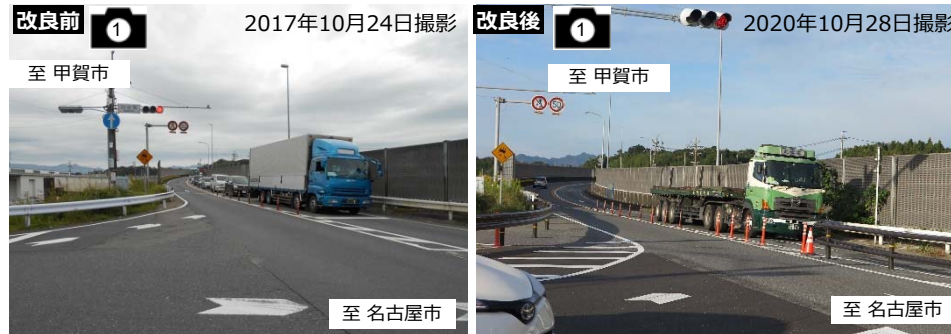 改良前
1
2017年10月24日撮影
至 甲賀市
至 名古屋市
改良後
1
2020年10月28日撮影
至 甲賀市
至 名古屋市